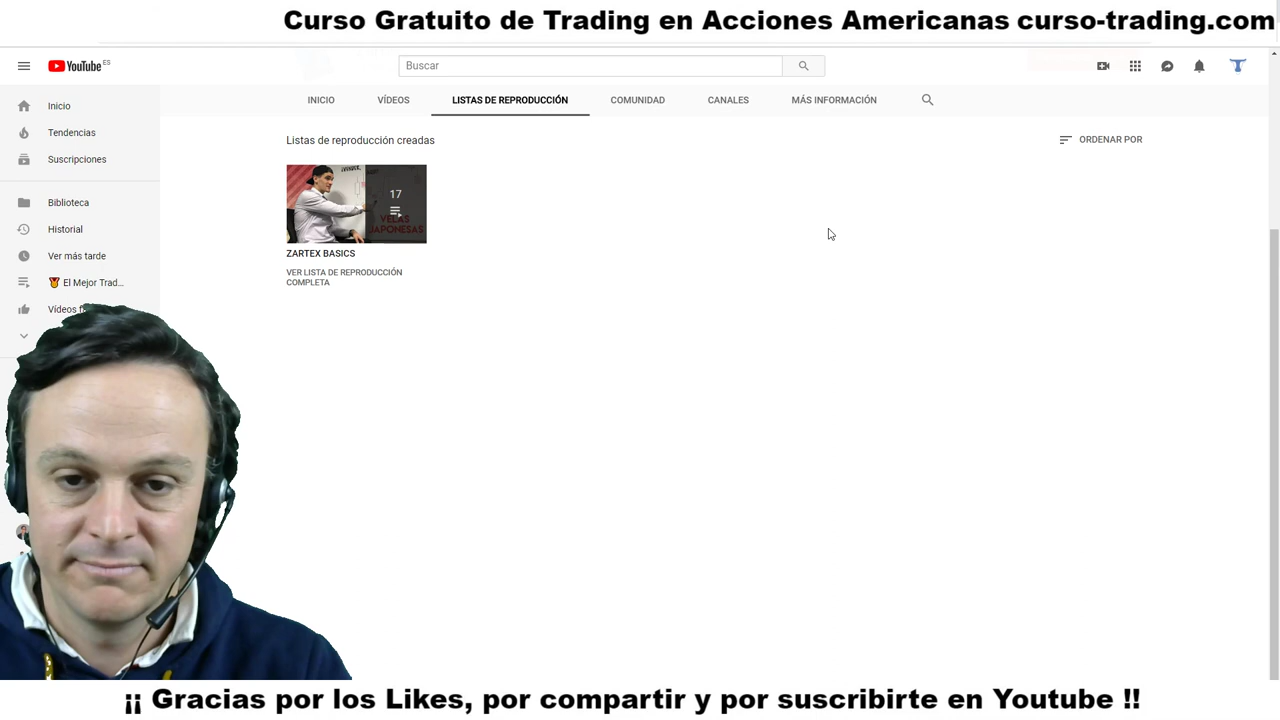 Curso Gratuito de Trading en Acciones Americanas curso-trading.com
YouTube ES
Buscar
INICIO VÍDEOS LISTAS DE REPRODUCCIÓN COMUNIDAD CANALES MÁS INFORMACIÓN
Inicio
Tendencias
Suscripciones
Biblioteca
Historial
Ver más tarde
El Mejor Trad...
Vídeos
Listas de reproducción creadas
ORDENAR POR
17
VELAS
JAPONESAS
ZARTEX BASICS
VER LISTA DE REPRODUCCIÓN
COMPLETA
¡¡ Gracias por los Likes, por compartir y por suscribirte en Youtube !!